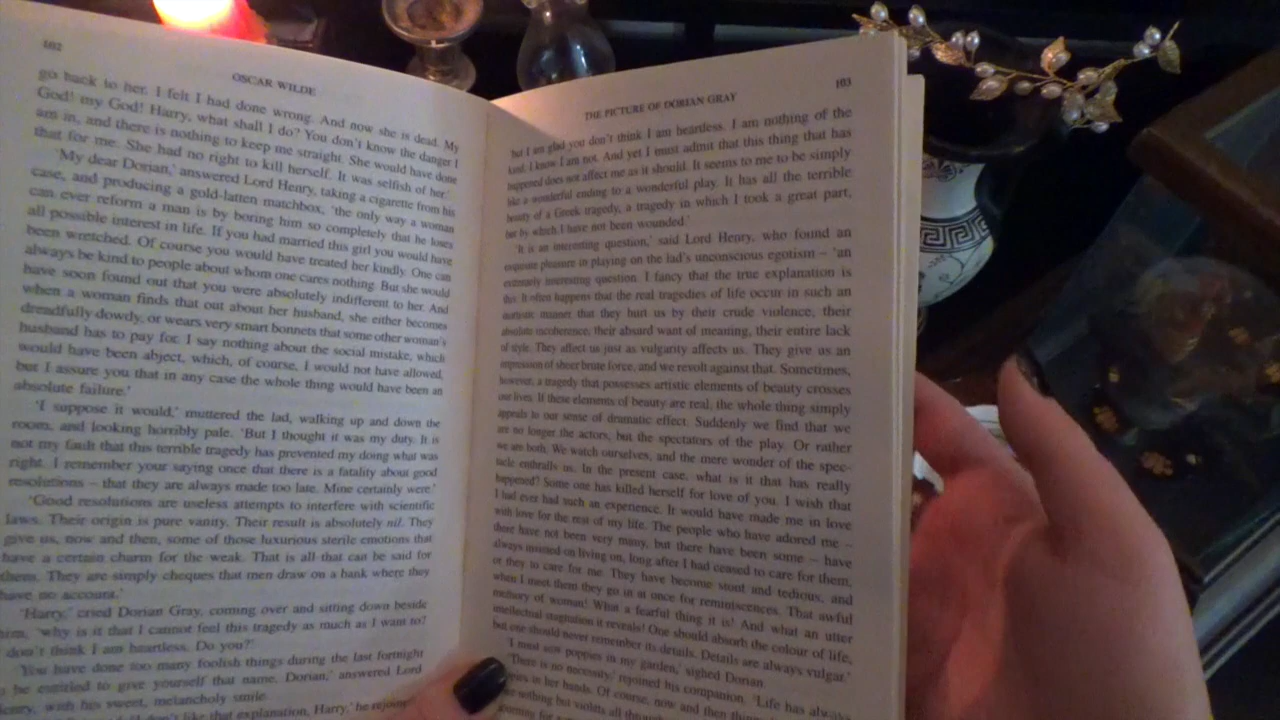 102
OSCAR WILDE
go back to her. I felt I had done wrong. And now she is dead. My
God! my God! Harry, what shall I do? You don't know the danger I
am in, and there is nothing to keep me straight. She would have done
that for me. She had no right to kill herself. It was selfish of her.'
'My dear Dorian,' answered Lord Henry, taking a cigarette from his
case, and producing a gold-latten matchbox, 'the only way a woman
can ever reform a man is by boring him so completely that he loses
all possible interest in life. If you had married this girl you would have
been wretched. Of course you would have treated her kindly. One can
always be kind to people about whom one cares nothing. But she would
have soon found out that you were absolutely indifferent to her. And
when a woman finds that out about her husband, she either becomes
dreadfully dowdy, or wears very smart bonnets that some other woman's
husband has to pay for. I say nothing about the social mistake, which
would have been abject, which, of course, I would not have allowed,
but I assure you that in any case the whole thing would have been an
absolute failure.'
'I suppose it would,' muttered the lad, walking up and down the
room, and looking horribly pale. 'But I thought it was my duty. It is
not my fault that this terrible tragedy has prevented my doing what was
right. I remember your saying once that there is a fatality about good
resolutions – that they are always made too late. Mine certainly were.'
'Good resolutions are useless attempts to interfere with scientific
laws. Their origin is pure vanity. Their result is absolutely nil. They
give us, now and then, some of those luxurious sterile emotions that
have a certain charm for the weak. That is all that can be said for
them. They are simply cheques that men draw on a bank where they
have no account.'
'Harry,' cried Dorian Gray, coming over and sitting down beside
him, 'why is it that I cannot feel this tragedy as much as I want to?
don't think I am heartless. Do you?'
'You have done too many foolish things during the last fortnight
be entitled to give yourself that name, Dorian,' answered Lord
Henry, with his sweet, melancholy smile.
don't like that explanation, Harry,' he rejoined
103
THE PICTURE OF DORIAN GRAY
but I am glad you don't think I am heartless. I am nothing of the
kind. I know I am not. And yet I must admit that this thing that has
happened does not affect me as it should. It seems to me to be simply
like a wonderful ending to a wonderful play. It has all the terrible
beauty of a Greek tragedy, a tragedy in which I took a great part,
but by which I have not been wounded.'
'It is an interesting question,' said Lord Henry, who found an
exquisite pleasure in playing on the lad's unconscious egotism – 'an
extremely interesting question. I fancy that the true explanation is
this. It often happens that the real tragedies of life occur in such an
inartistic manner that they hurt us by their crude violence, their
absolute incoherence, their absurd want of meaning, their entire lack
of style. They affect us just as vulgarity affects us. They give us an
impression of sheer brute force, and we revolt against that. Sometimes,
however, a tragedy that possesses artistic elements of beauty crosses
our lives. If these elements of beauty are real, the whole thing simply
appeals to our sense of dramatic effect. Suddenly we find that we
are no longer the actors, but the spectators of the play. Or rather
we are both. We watch ourselves, and the mere wonder of the spec-
tacle enthralls us. In the present case, what is it that has really
happened? Some one has killed herself for love of you. I wish that
I had ever had such an experience. It would have made me in love
with love for the rest of my life. The people who have adored me –
there have not been very many, but there have been some – have
always insisted on living on, long after I had ceased to care for them,
or they to care for me. They have become stout and tedious, and
when I meet them they go in at once for reminiscences. That awful
memory of woman! What a fearful thing it is! And what an utter
intellectual stagnation it reveals! One should absorb the colour of life,
but one should never remember its details. Details are always vulgar.'
'I must sow poppies in my garden,' sighed Dorian.
'There is no necessity,' rejoined his companion. 'Life has always
in her hands. Of course, now and then things
nothing but violets all